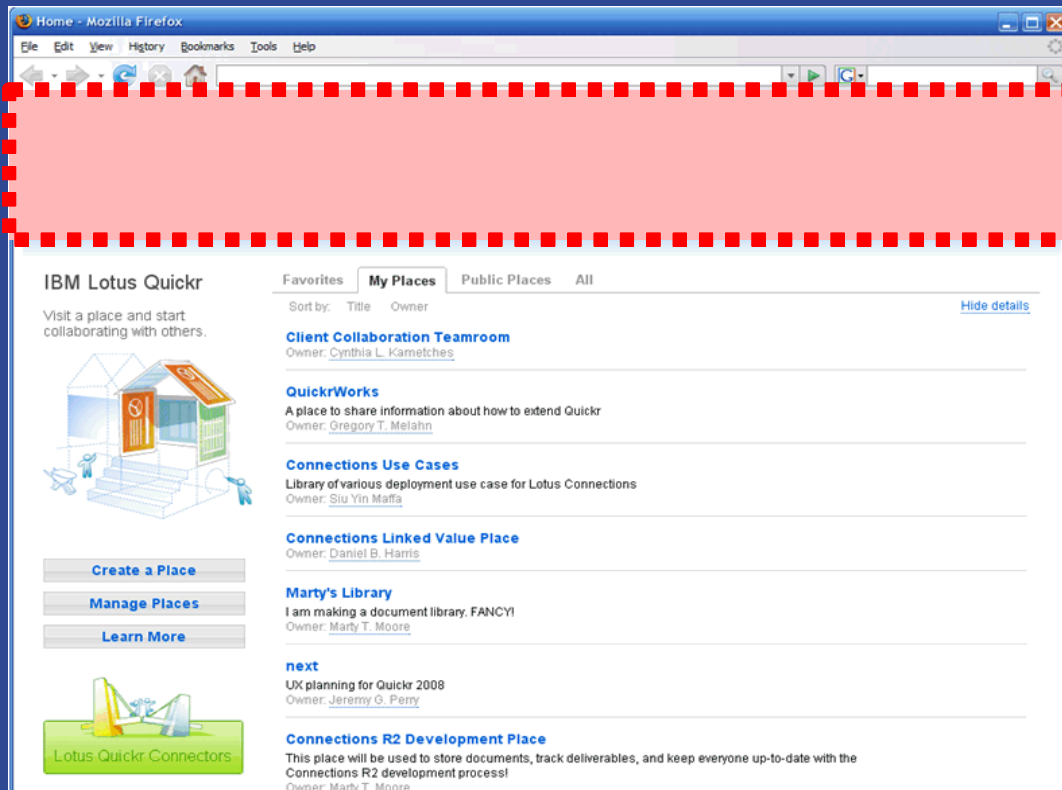 Home - Mozilla Firefox
File Edit View History Bookmarks Tools Help
G
IBM Lotus Quickr
Visit a place and start
collaborating with others.
Create a Place
Manage Places
Learn More
Lotus Quickr Connectors
Favorites My Places Public Places All
Sort by: Title Owner Hide details
Client Collaboration Teamroom
Owner: Cynthia L. Kametches
QuickrWorks
A place to share information about how to extend Quickr
Owner: Gregory T. Melahn
Connections Use Cases
Library of various deployment use case for Lotus Connections
Owner: Siu Yin Maffa
Connections Linked Value Place
Owner: Daniel B. Harris
Marty's Library
I am making a document library. FANCY!
Owner: Marty T. Moore
next
UX planning for Quickr 2008
Owner: Jeremy G. Perry
Connections R2 Development Place
This place will be used to store documents, track deliverables, and keep everyone up-to-date with the
Connections R2 development process!
Owner: Marty T. Moore